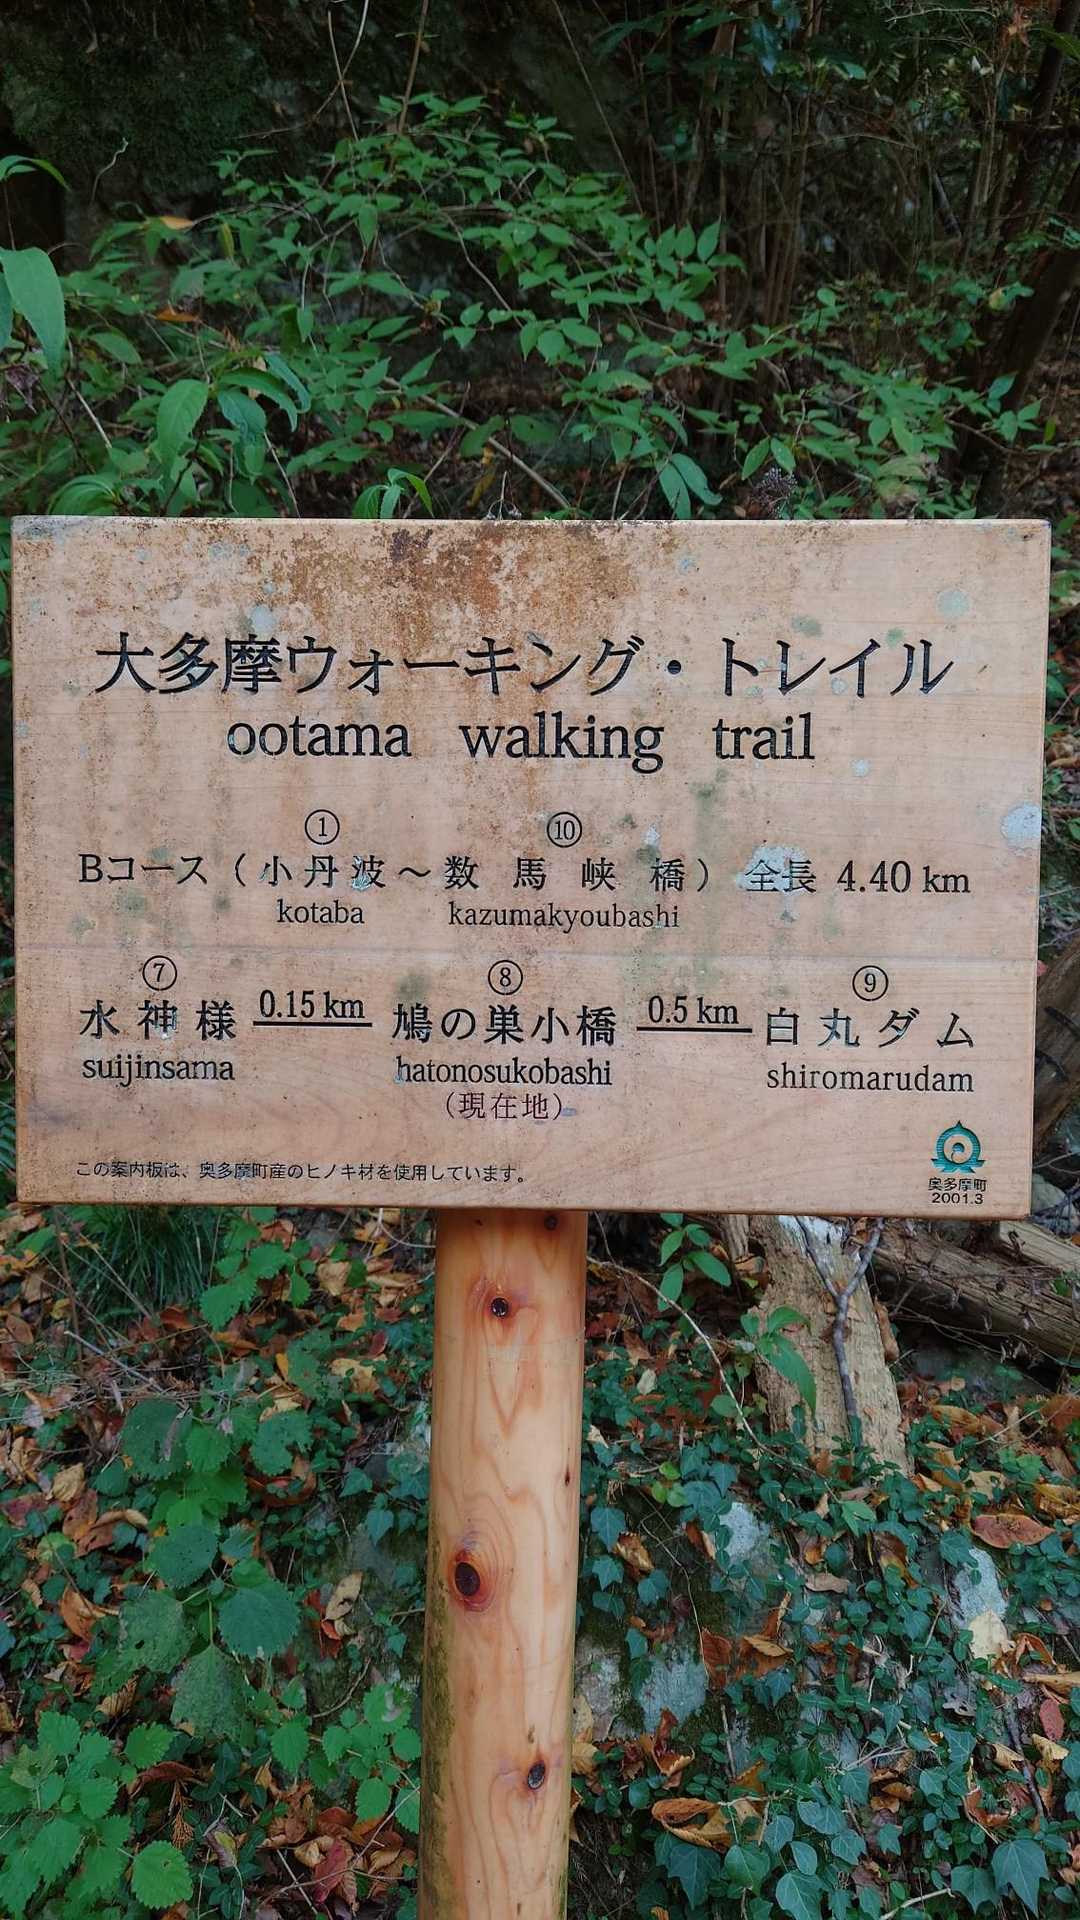 大多摩ウォーキング・トレイル
ootama walking trail
① ⑩
Bコース（小丹波～数馬峡橋）全長 4.40 km
kotaba kazumakyoubashi
⑦ ⑧ ⑨
水神様 0.15 km 鳩の巣小橋 0.5 km 白丸ダム
suijinsama hatonosukobashi shiromarudam
（現在地）
この案内板は、奥多摩町産のヒノキ材を使用しています。
奥多摩町
2001.3